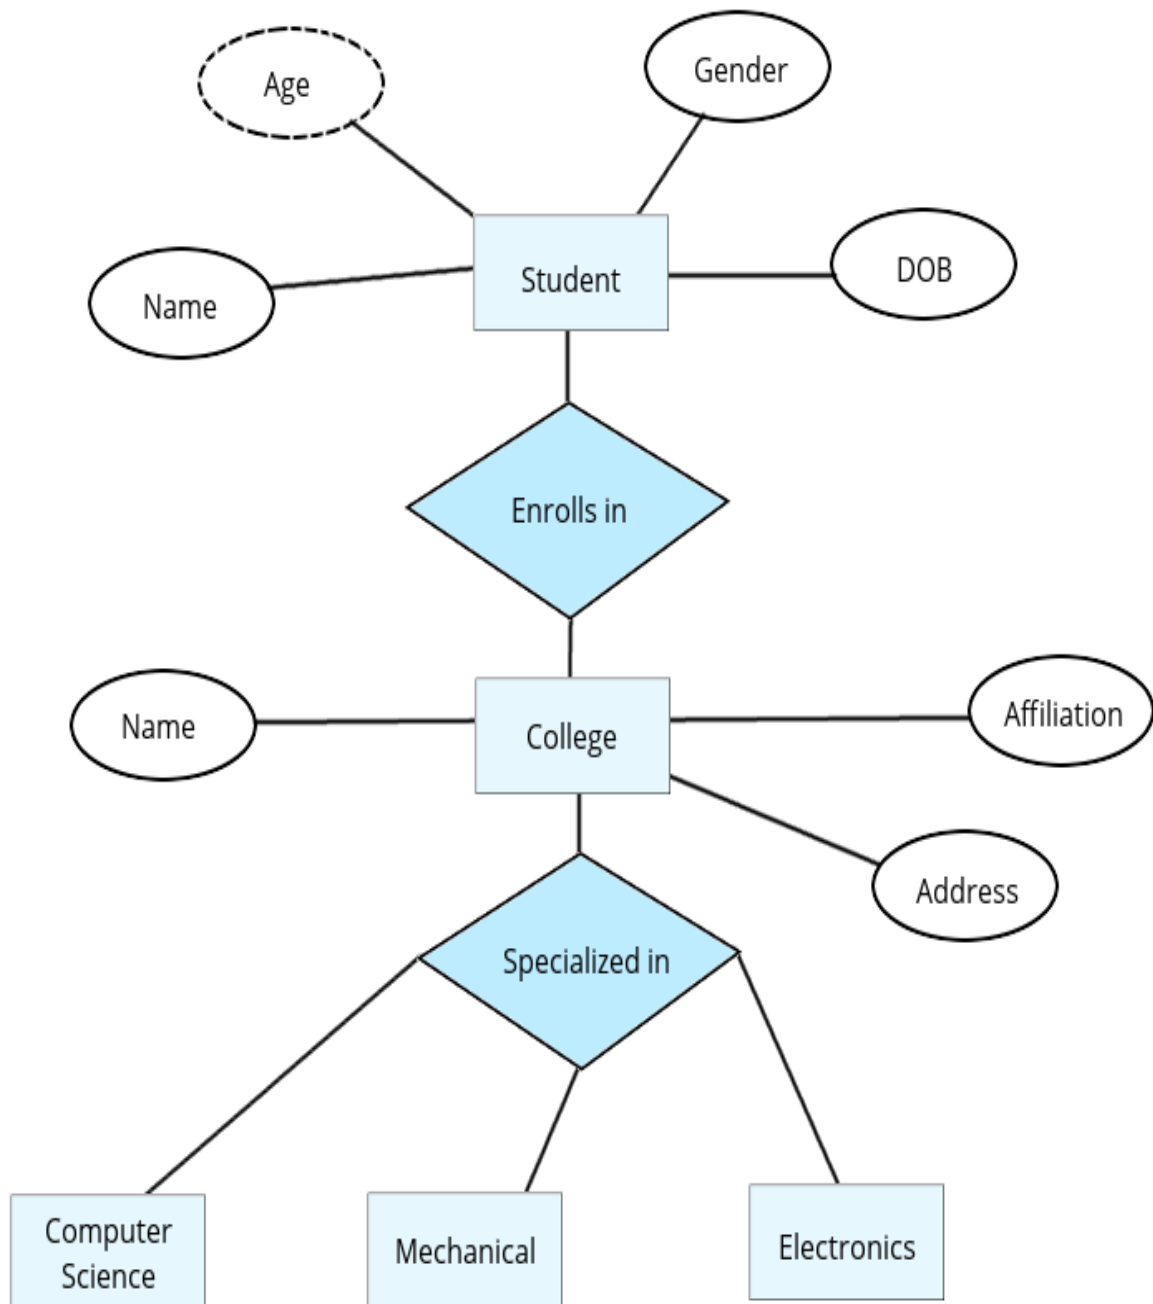 Age
Gender
Student
DOB
Name
Enrolls in
Name
College
Affiliation
Address
Specialized in
Computer
Science
Mechanical
Electronics